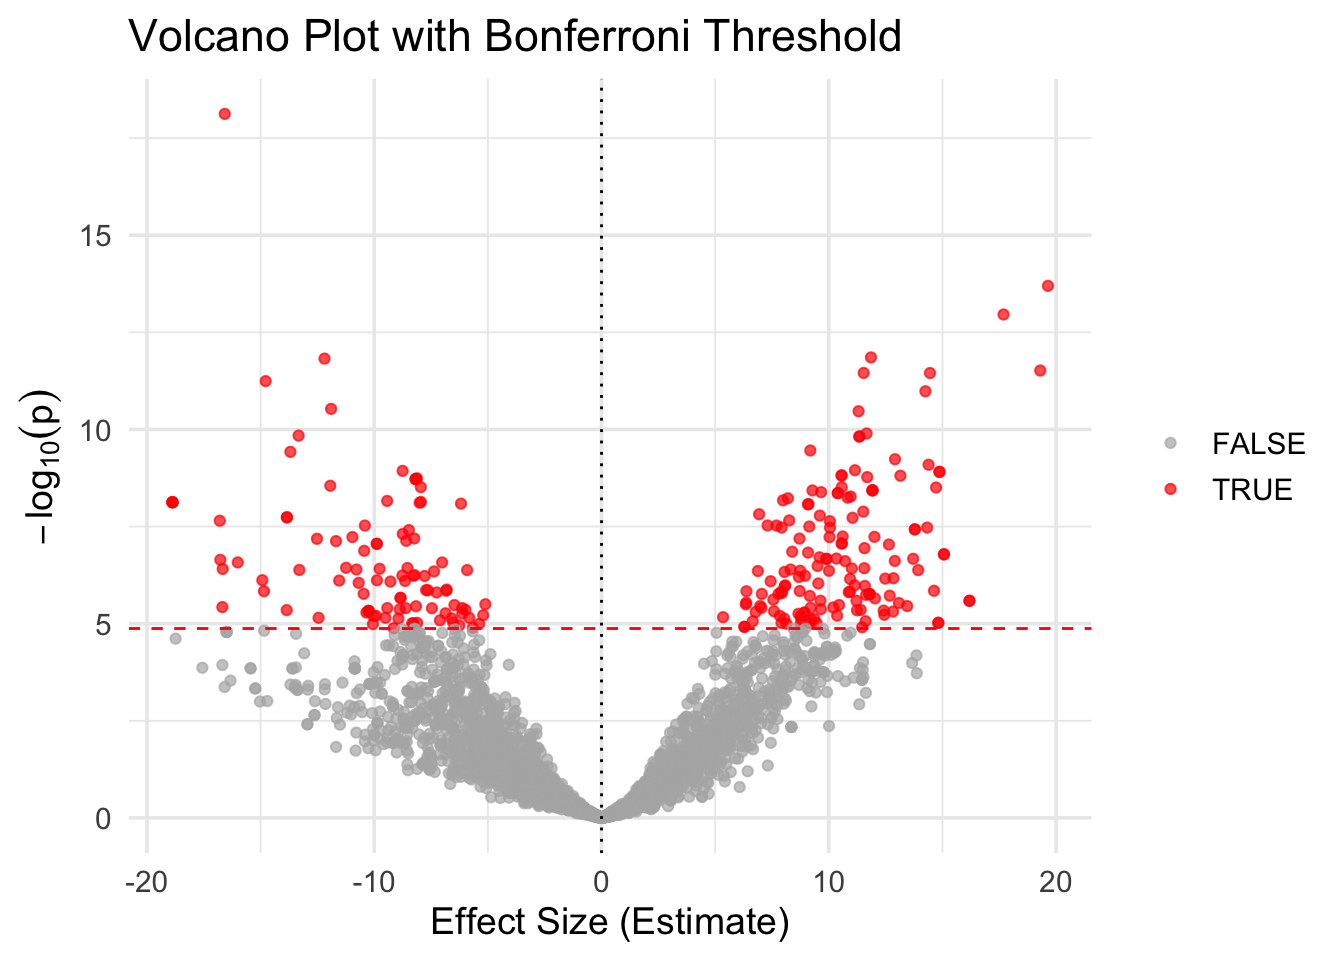 Volcano Plot with Bonferroni Threshold
15
10
5
0
−log10(p)
-20 -10 0 10 20
Effect Size (Estimate)
FALSE
TRUE